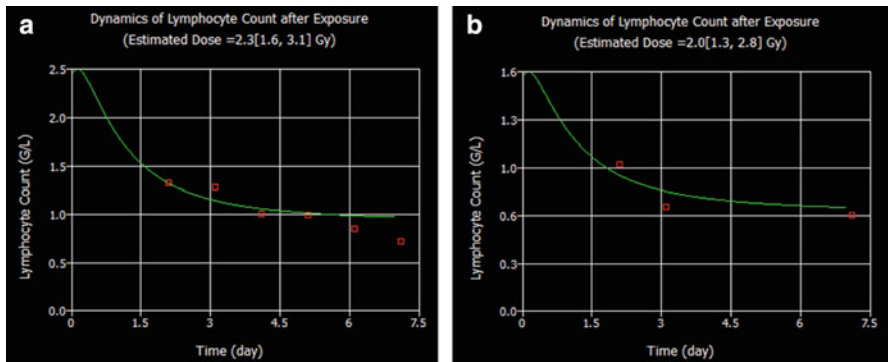 a
Dynamics of Lymphocyte Count after Exposure
(Estimated Dose =2.3[1.6, 3.1] Gy)
2.5
2.0
1.5
1.0
0.5
0.0
Lymphocyte Count (G/L)
0
1.5
3
4.5
6
7.5
Time (day)
b
Dynamics of Lymphocyte Count after Exposure
(Estimated Dose =2.0[1.3, 2.8] Gy)
1.6
1.3
1.0
0.6
0.3
0.0
Lymphocyte Count (G/L)
0
1.5
3
4.5
6
7.5
Time (day)